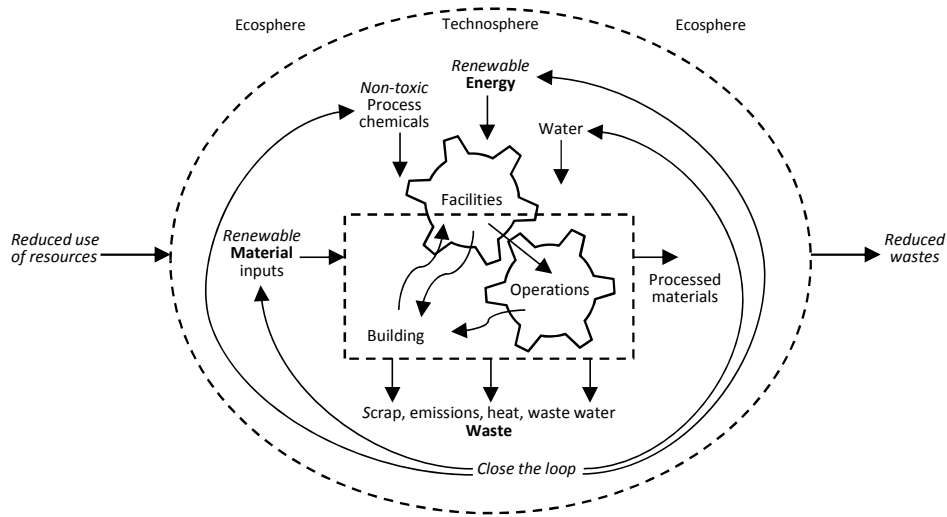 Ecosphere
Technosphere
Ecosphere
Renewable
Energy
Non-toxic
Process
chemicals
Water
Facilities
Reduced use
of resources
Renewable
Material
inputs
Reduced
wastes
Processed
materials
Operations
Building
Scrap, emissions, heat, waste water
Waste
Close the loop